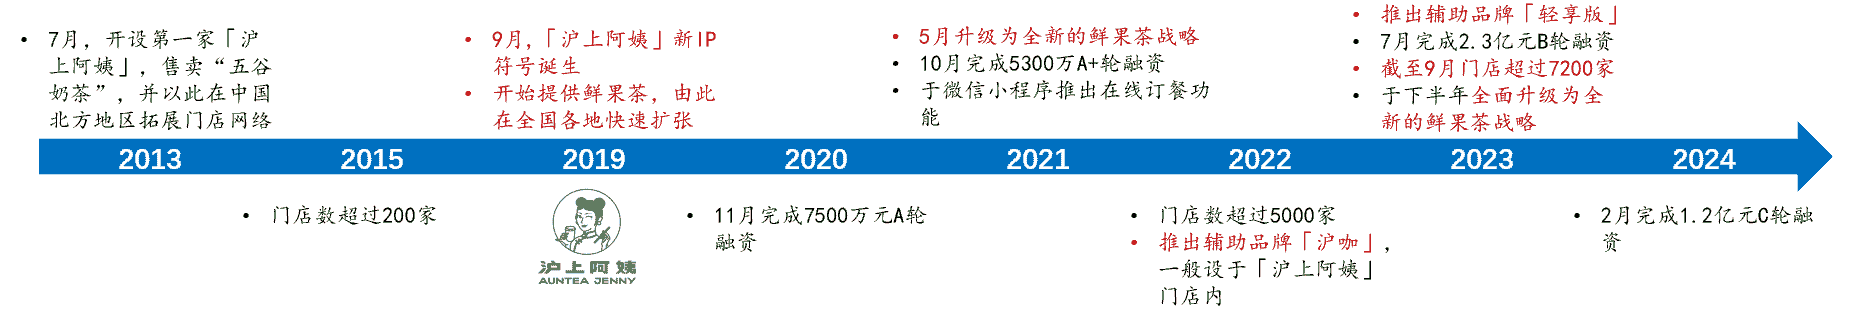 • 7月，开设第一家「沪
上阿姨」，售卖“五谷
奶茶”，并以此在中国
北方地区拓展门店网络
• 9月，「沪上阿姨」新IP
符号诞生
• 开始提供鲜果茶，由此
在全国各地快速扩张
• 5月升级为全新的鲜果茶战略
• 10月完成5300万A+轮融资
• 于微信小程序推出在线订餐功
能
• 推出辅助品牌「轻享版」
• 7月完成2.3亿元B轮融资
• 截至9月门店超过7200家
• 于下半年全面升级为全
新的鲜果茶战略
2013 2015 2019 2020 2021 2022 2023 2024
• 门店数超过200家
沪上阿姨
AUNTEA JENNY
• 11月完成7500万元A轮
融资
• 门店数超过5000家
• 推出辅助品牌「沪咖」，
一般设于「沪上阿姨」
门店内
• 2月完成1.2亿元C轮融
资